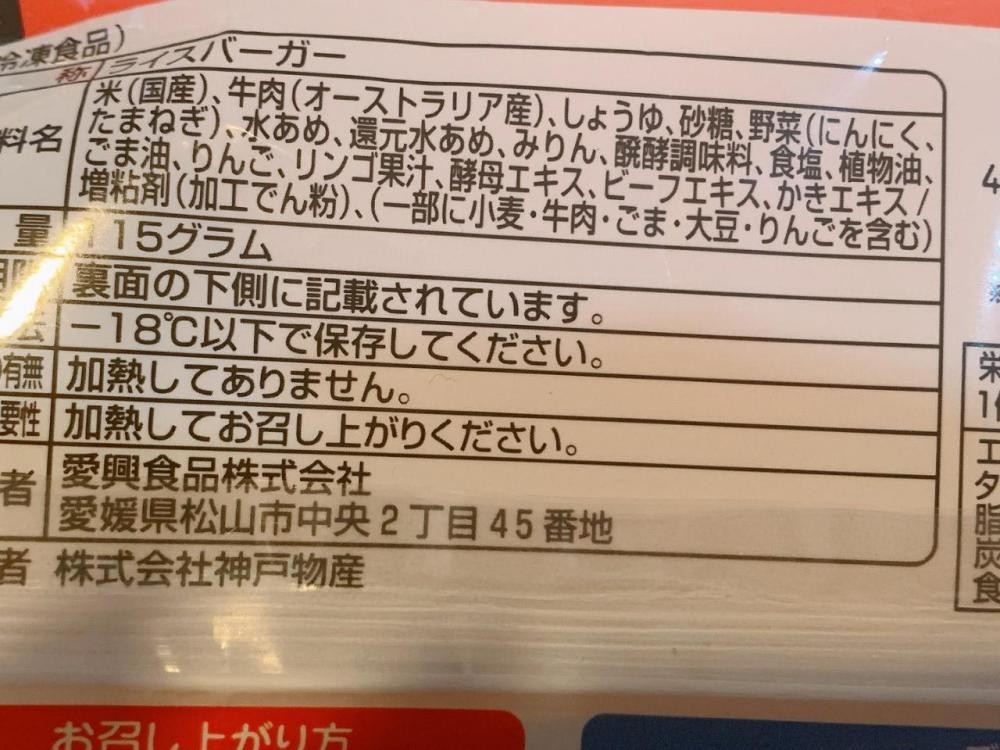 冷凍食品）
称 ライスバーガー
料名 米（国産）、牛肉（オーストラリア産）、しょうゆ、砂糖、野菜（にんにく、
たまねぎ）、水あめ、還元水あめ、みりん、醗酵調味料、食塩、植物油、
ごま油、りんご、リンゴ果汁、酵母エキス、ビーフエキス、かきエキス／
増粘剤（加工でん粉）、（一部に小麦・牛肉・ごま・大豆・りんごを含む）
量 115グラム
裏面の下側に記載されています。
－18℃以下で保存してください。
有無 加熱してありません。
要性 加熱してお召し上がりください。
者 愛興食品株式会社
愛媛県松山市中央2丁目45番地
者 株式会社神戸物産
4
栄
エ
タ
脂
炭
食
お召し上がり方